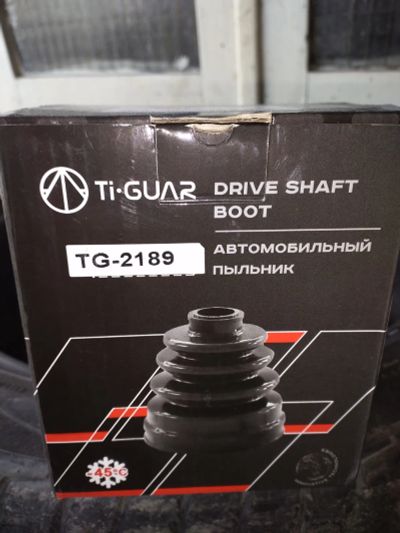 Ti·GUAR
DRIVE SHAFT
BOOT
TG-2189
АВТОМОБИЛЬНЫЙ
ПЫЛЬНИК
-45°C